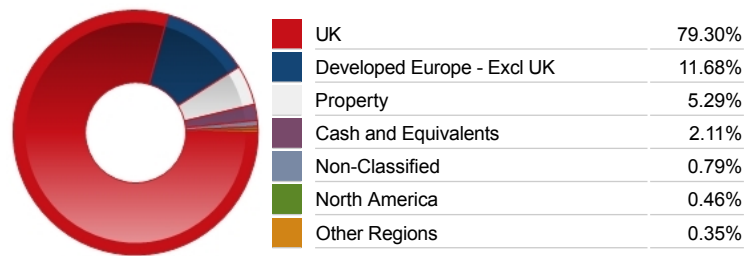 UK 79.30%
Developed Europe - Excl UK 11.68%
Property 5.29%
Cash and Equivalents 2.11%
Non-Classified 0.79%
North America 0.46%
Other Regions 0.35%